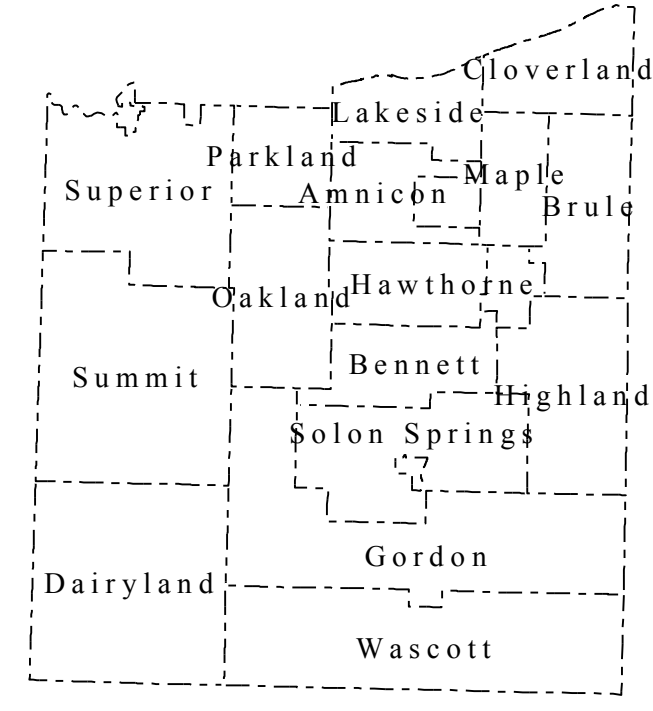 Cloverland
Lakeside
Parkland
Maple
Superior
Amnicon
Brule
Hawthorne
Oakland
Bennett
Summit
Highland
Solon Springs
Gordon
Dairyland
Wascott